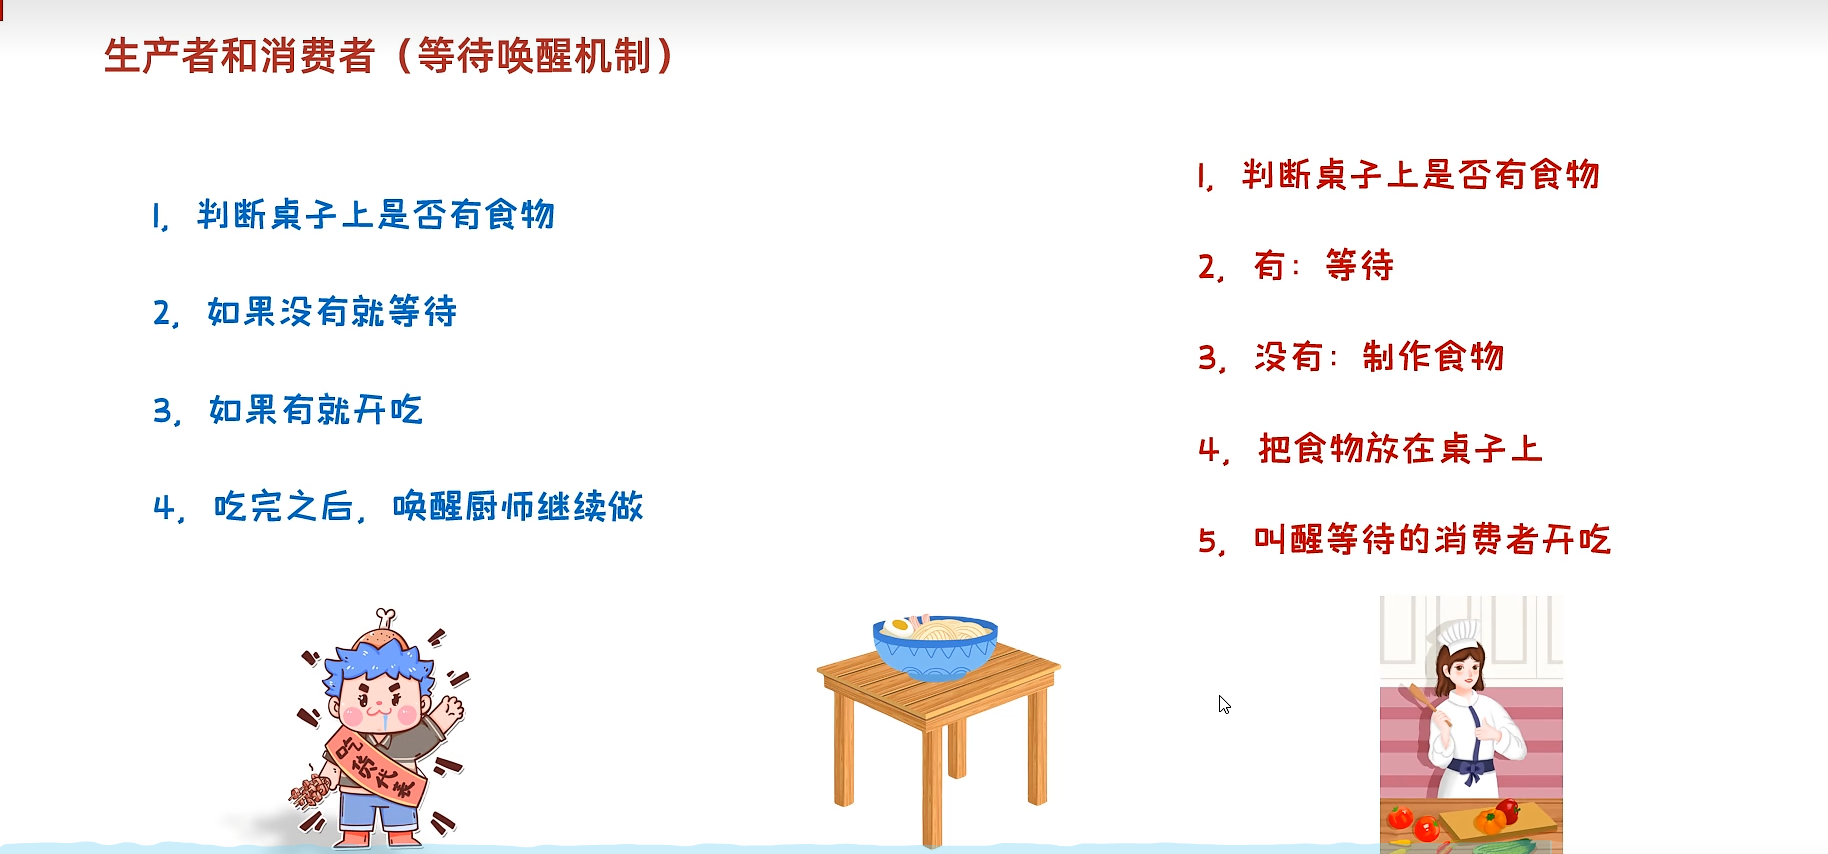 生产者和消费者（等待唤醒机制）
1, 判断桌子上是否有食物
2, 如果没有就等待
3, 如果有就开吃
4, 吃完之后, 唤醒厨师继续做
1, 判断桌子上是否有食物
2, 有: 等待
3, 没有: 制作食物
4, 把食物放在桌子上
5, 叫醒等待的消费者开吃
吃货代表